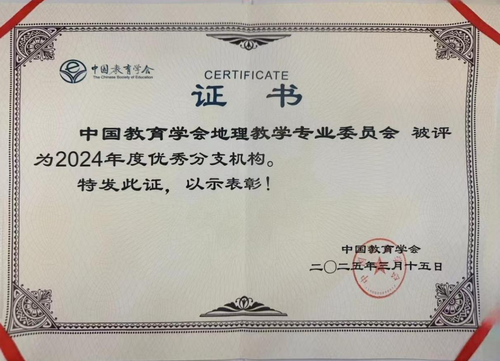 中国教育学会
The Chinese Society of Education
CERTIFICATE
证 书
中国教育学会地理教学专业委员会 被评
为2024年度优秀分支机构。
特发此证，以示表彰！
中国教育学会
二〇二五年三月十五日